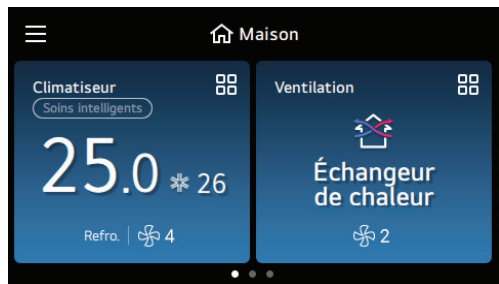 Maison
Climatiseur
Soins intelligents
25.0 26
Refro. 4
Ventilation
Échangeur
de chaleur
2